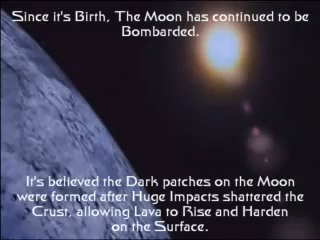 Since it's Birth, The Moon has continued to be
Bombarded.
It's believed the Dark patches on the Moon
were formed after Huge Impacts shattered the
Crust, allowing Lava to Rise and Harden
on the Surface.